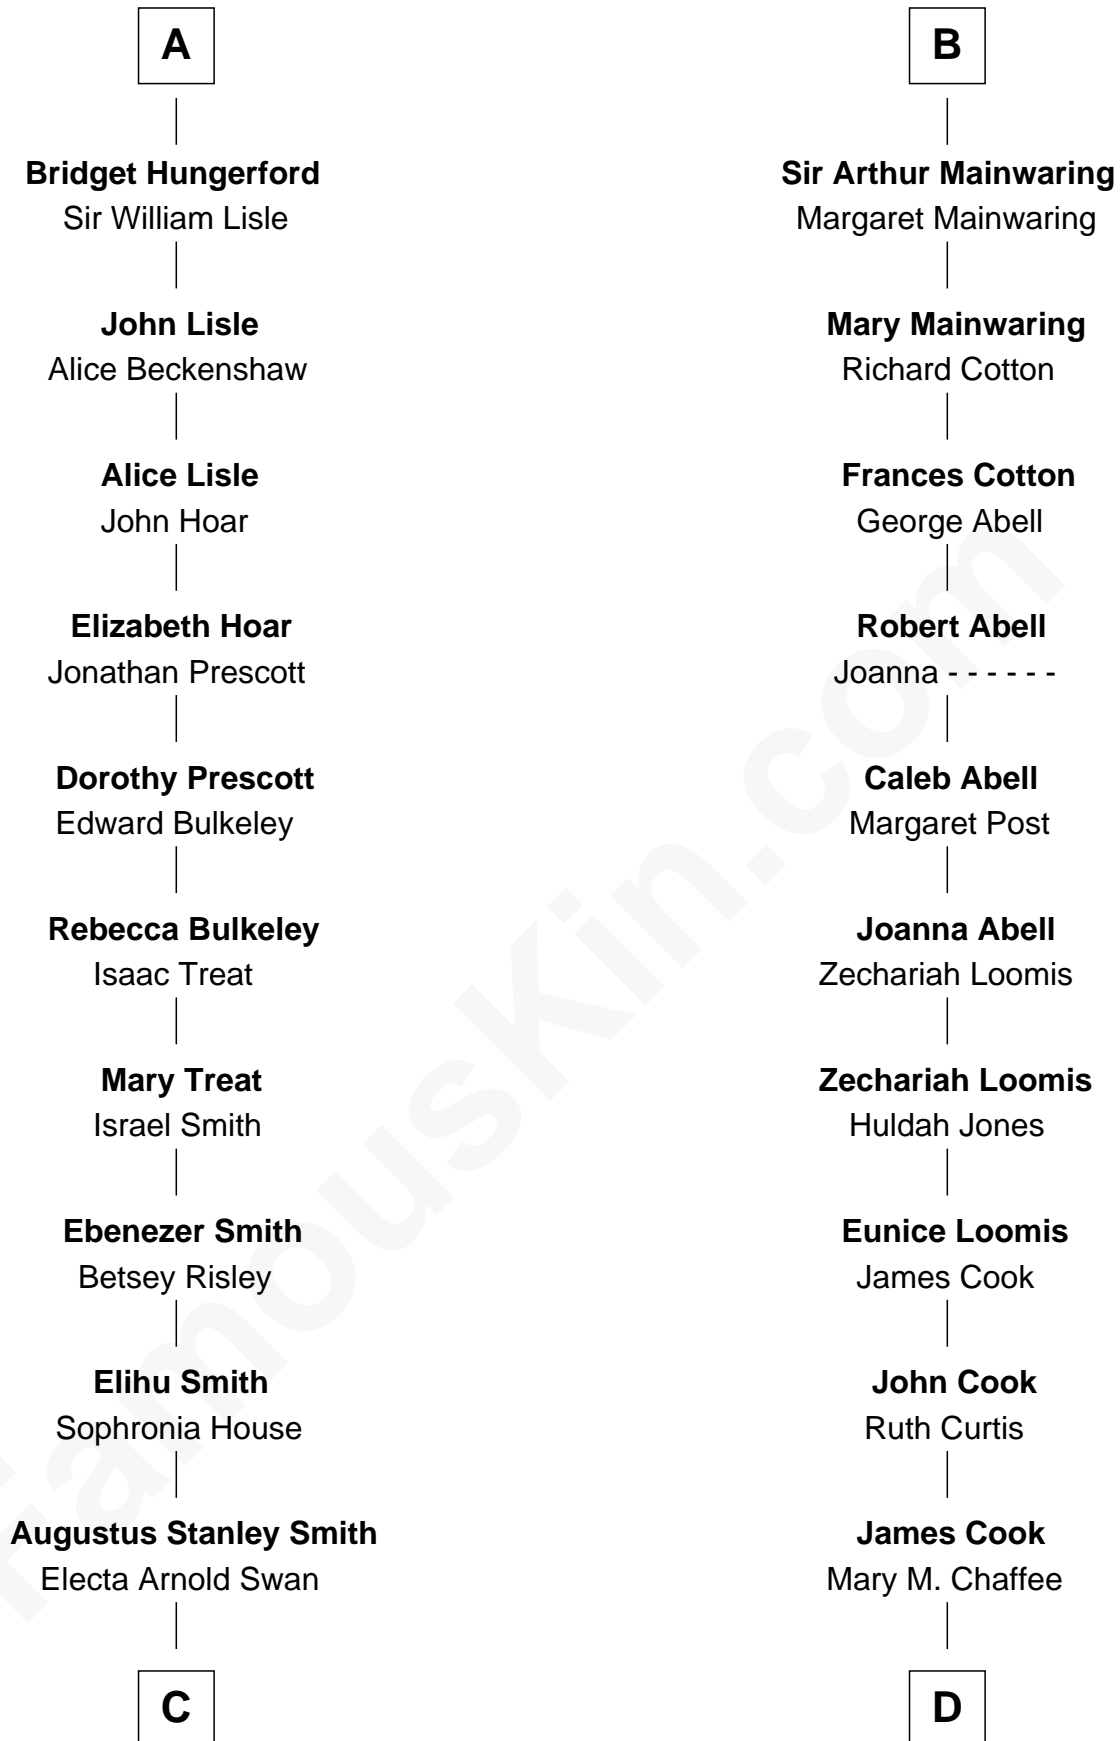 A
Bridget Hungerford
Sir William Lisle
John Lisle
Alice Beckenshaw
Alice Lisle
John Hoar
Elizabeth Hoar
Jonathan Prescott
Dorothy Prescott
Edward Bulkeley
Rebecca Bulkeley
Isaac Treat
Mary Treat
Israel Smith
Ebenezer Smith
Betsey Risley
Elihu Smith
Sophronia House
Augustus Stanley Smith
Electa Arnold Swan
C
B
Sir Arthur Mainwaring
Margaret Mainwaring
Mary Mainwaring
Richard Cotton
Frances Cotton
George Abell
Robert Abell
Joanna - - - - - -
Caleb Abell
Margaret Post
Joanna Abell
Zechariah Loomis
Zechariah Loomis
Huldah Jones
Eunice Loomis
James Cook
John Cook
Ruth Curtis
James Cook
Mary M. Chaffee
D
FamousKin.com